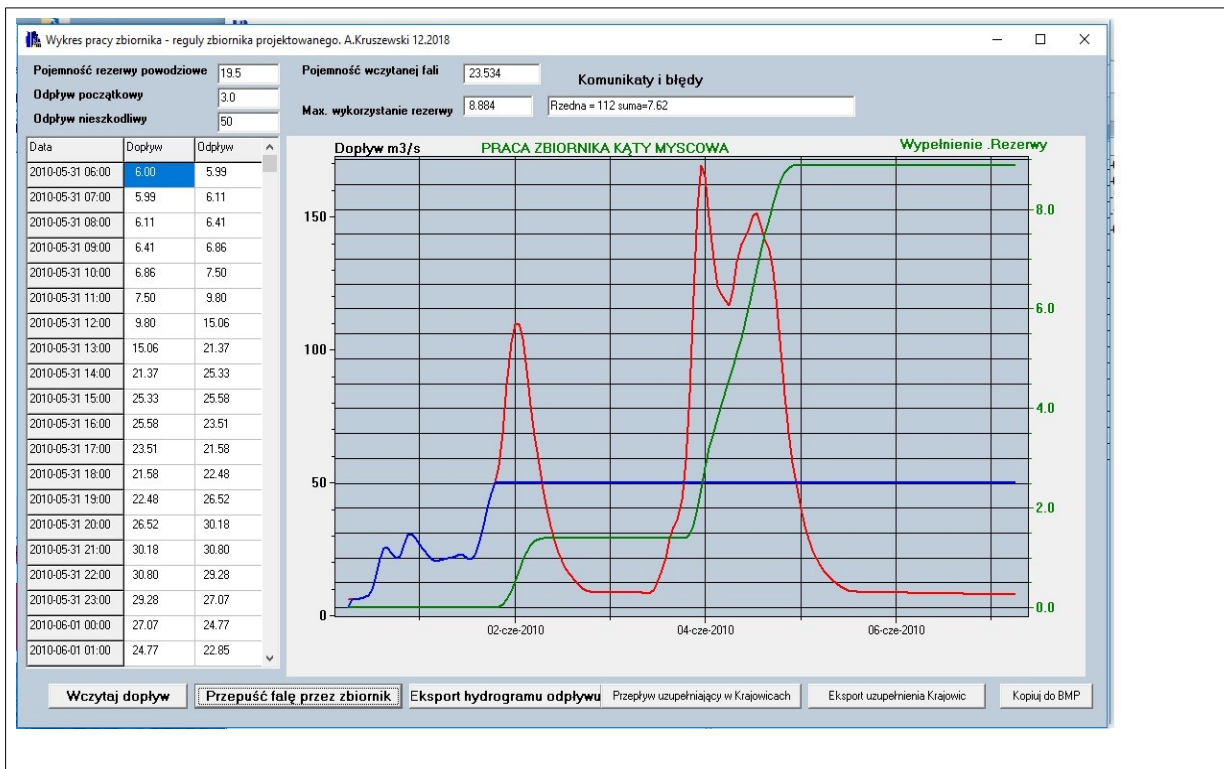 Wykres pracy zbiornika - reguly zbiornika projektowanego. A.Kruszewski 12.2018
Pojemność rezerwy powodziowe 19.5
Odpływ początkowy 3.0
Odpływ nieszkodliwy 50
Pojemność wczytanej fali 23.534
Max. wykorzystanie rezerwy 8.884
Komunikaty i błędy
Rzedna = 112 suma=7.62
Data Dopływ Odpływ
2010-05-31 06:00 6.00 5.99
2010-05-31 07:00 5.99 6.11
2010-05-31 08:00 6.11 6.41
2010-05-31 09:00 6.41 6.86
2010-05-31 10:00 6.86 7.50
2010-05-31 11:00 7.50 9.80
2010-05-31 12:00 9.80 15.06
2010-05-31 13:00 15.06 21.37
2010-05-31 14:00 21.37 25.33
2010-05-31 15:00 25.33 25.58
2010-05-31 16:00 25.58 23.51
2010-05-31 17:00 23.51 21.58
2010-05-31 18:00 21.58 22.48
2010-05-31 19:00 22.48 26.52
2010-05-31 20:00 26.52 30.18
2010-05-31 21:00 30.18 30.80
2010-05-31 22:00 30.80 29.28
2010-05-31 23:00 29.28 27.07
2010-06-01 00:00 27.07 24.77
2010-06-01 01:00 24.77 22.85
Dopływ m3/s
PRACA ZBIORNIKA KĄTY MYSCOWA
Wypełnienie .Rezerwy
150
100
50
0
8.0
6.0
4.0
2.0
0.0
02-cze-2010 04-cze-2010 06-cze-2010
Wczytaj dopływ
Przepuść falę przez zbiornik
Eksport hydrogramu odpływu
Przepływ uzupełniający w Krajowicach
Eksport uzupełnienia Krajowic
Kopiuj do BMP